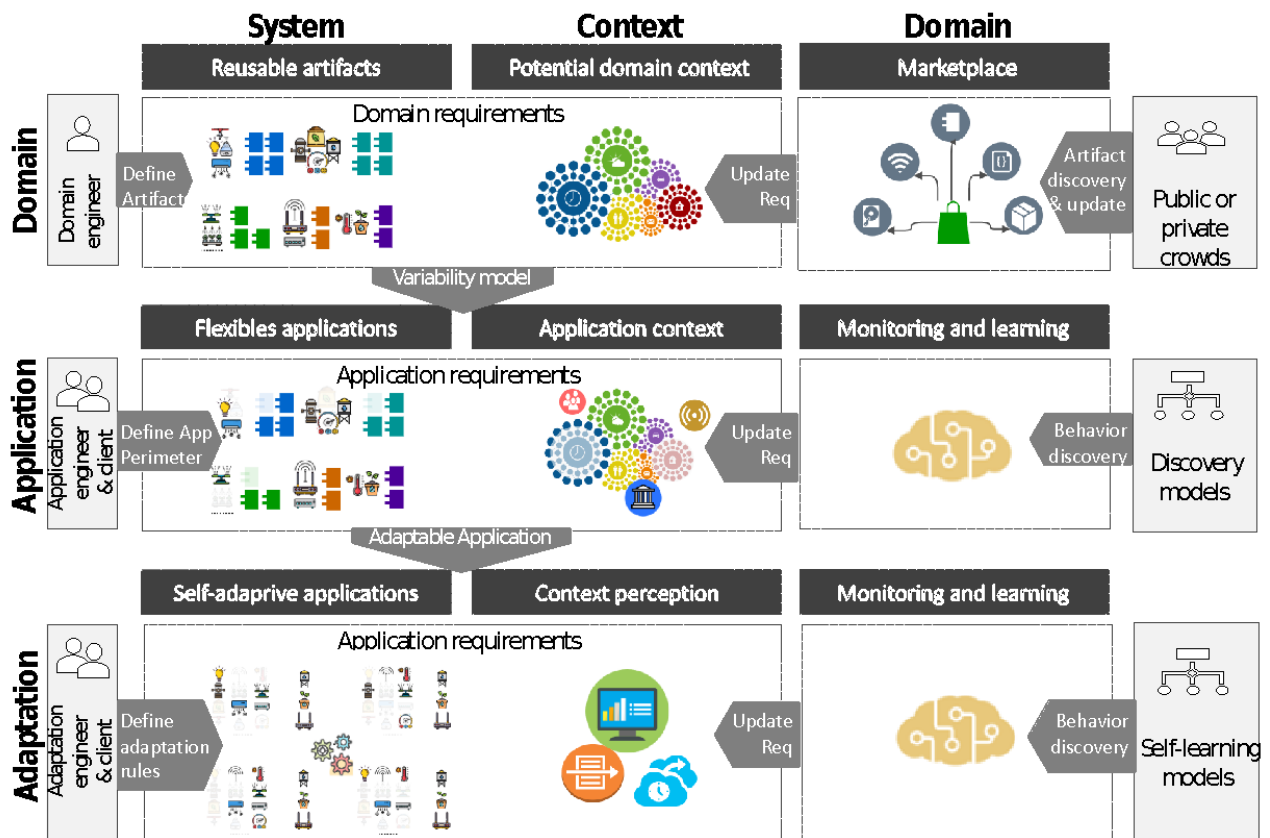 System
Context
Domain
Reusable artifacts
Potential domain context
Marketplace
Domain
Domain
engineer
Define
Artifact
Domain requirements
Update
Req
Artifact
discovery
& update
Public or
private
crowds
Variability model
Flexibles applications
Application context
Monitoring and learning
Application
Application
engineer
& client
Define App
Perimeter
Application requirements
Update
Req
Behavior
discovery
Discovery
models
Adaptable Application
Self-adaprive applications
Context perception
Monitoring and learning
Adaptation
Adaptation
engineer
& client
Define
adaptation
rules
Application requirements
Update
Req
Behavior
discovery
Self-learning
models